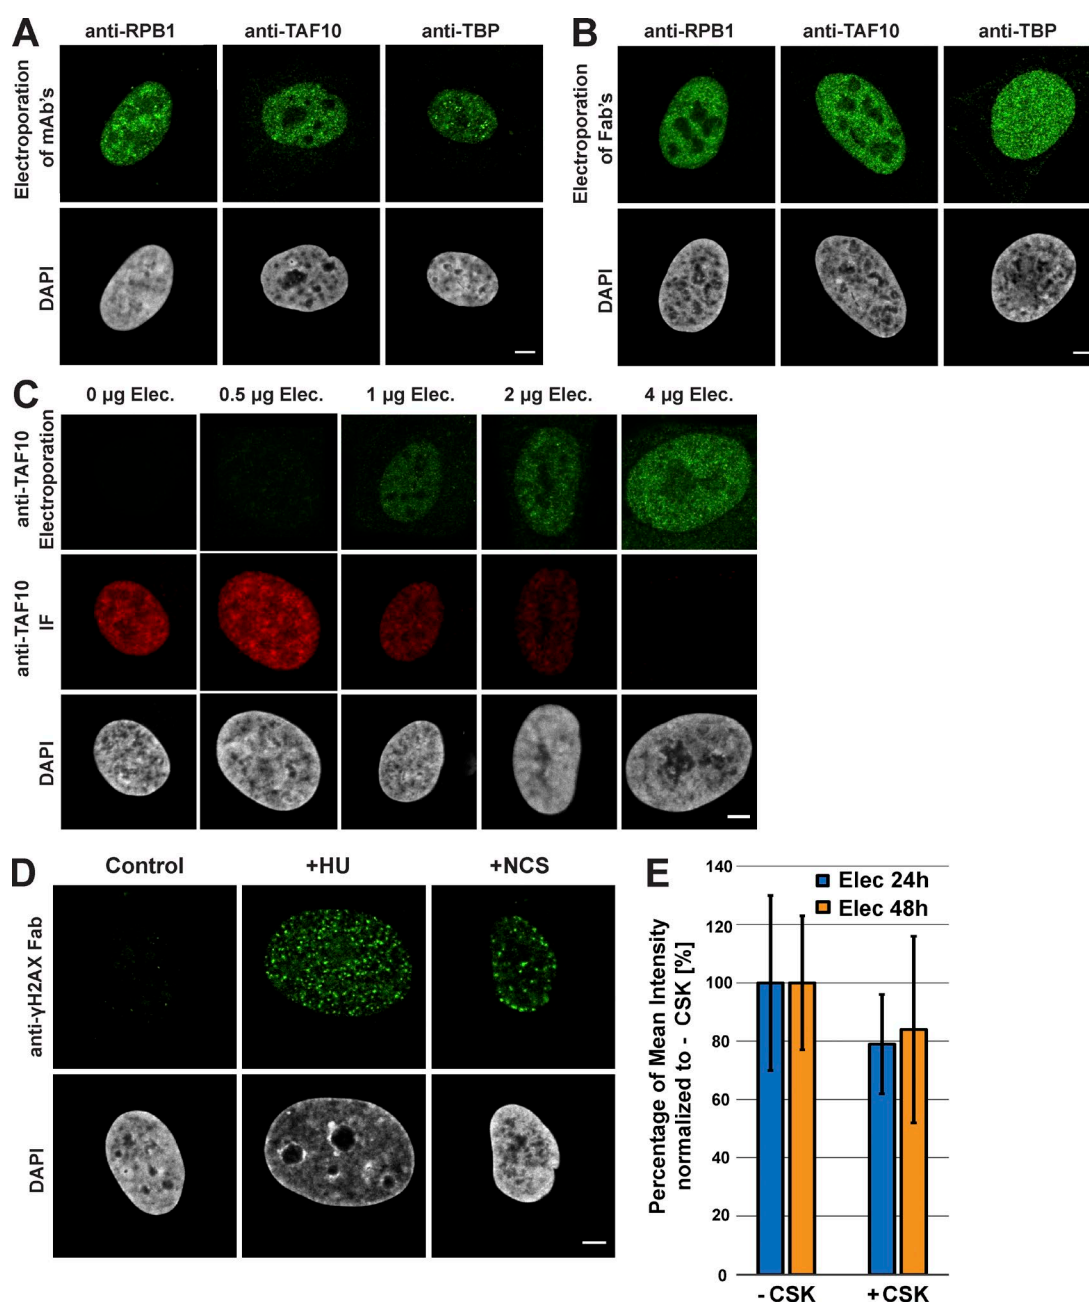 A
anti-RPB1
anti-TAF10
anti-TBP
Electroporation
of mAb's
DAPI
B
anti-RPB1
anti-TAF10
anti-TBP
Electroporation
of Fab's
DAPI
C
0 µg Elec.
0.5 µg Elec.
1 µg Elec.
2 µg Elec.
4 µg Elec.
anti-TAF10
Electroporation
anti-TAF10
IF
DAPI
D
Control
+HU
+NCS
anti-γH2AX Fab
DAPI
E
Elec 24h
Elec 48h
Percentage of Mean Intensity
normalized to - CSK [%]
140
120
100
80
60
40
20
0
- CSK
+ CSK